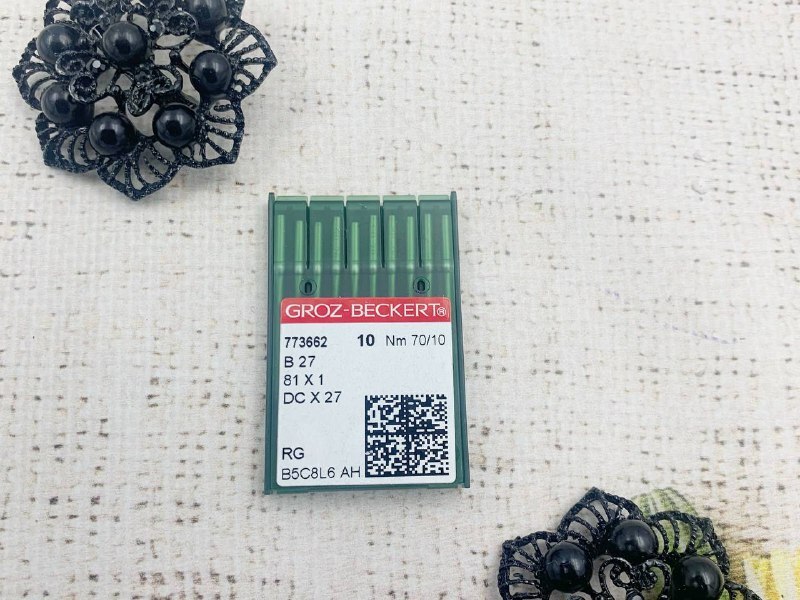 GROZ-BECKERT®
773662 10 Nm 70/10
B 27
81 X 1
DC X 27
RG
B5C8L6 AH